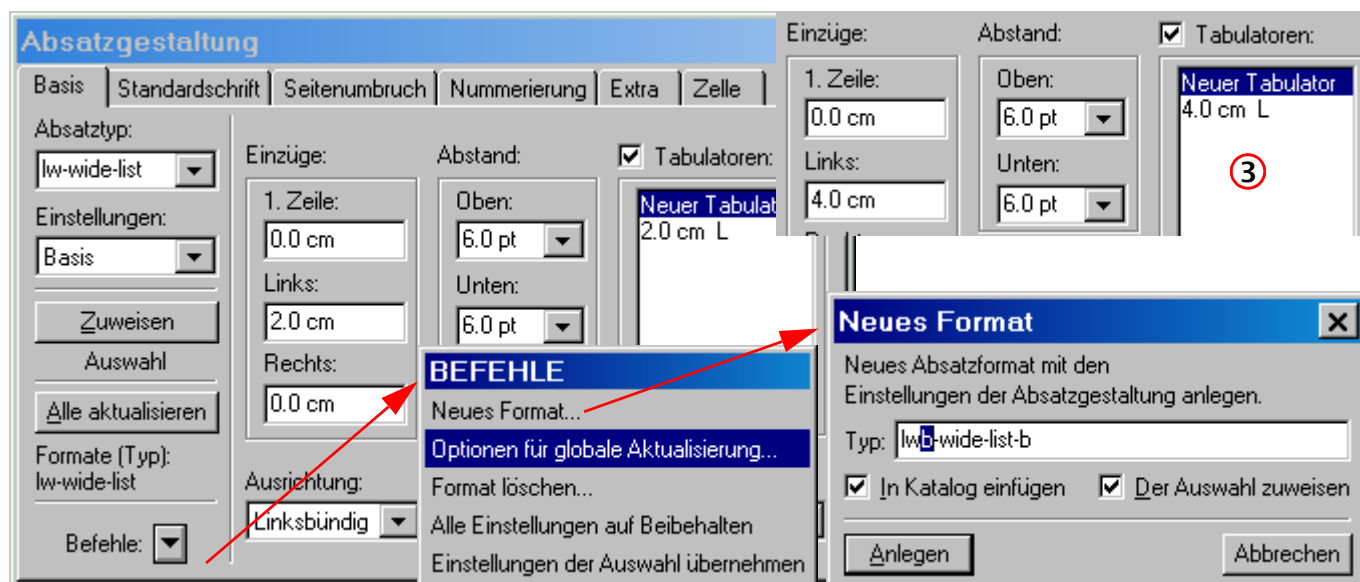 Absatzgestaltung
Basis
Standardschrift
Seitenumbruch
Nummerierung
Extra
Zelle
Absatztyp:
lw-wide-list
Einstellungen:
Basis
Zuweisen
Auswahl
Alle aktualisieren
Formate (Typ):
lw-wide-list
Befehle:
Einzüge:
1. Zeile:
0.0 cm
Links:
2.0 cm
Rechts:
0.0 cm
Ausrichtung:
Linksbündig
Abstand:
Oben:
6.0 pt
Unten:
6.0 pt
Tabulatoren:
Neuer Tabulat
2.0 cm L
Einzüge:
1. Zeile:
0.0 cm
Links:
4.0 cm
Abstand:
Oben:
6.0 pt
Unten:
6.0 pt
Tabulatoren:
Neuer Tabulator
4.0 cm L
③
BEFEHLE
Neues Format...
Optionen für globale Aktualisierung...
Format löschen...
Alle Einstellungen auf Beibehalten
Einstellungen der Auswahl übernehmen
Neues Format
Neues Absatzformat mit den
Einstellungen der Absatzgestaltung anlegen.
Typ: lwb-wide-list-b
In Katalog einfügen
Der Auswahl zuweisen
Anlegen
Abbrechen